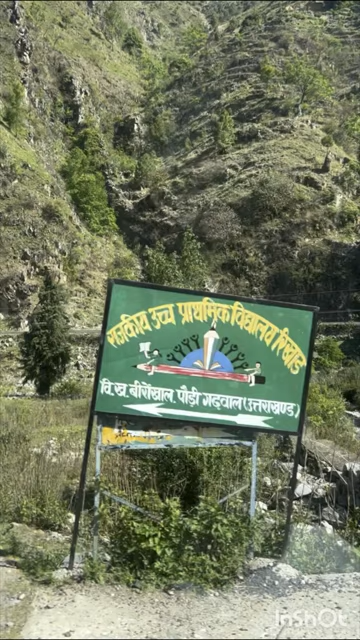 राजकीय उच्च प्राथमिक विद्यालय रिखाड
वि.ख. बीरोंखाल, पौड़ी गढ़वाल (उत्तराखण्ड)
InShOt